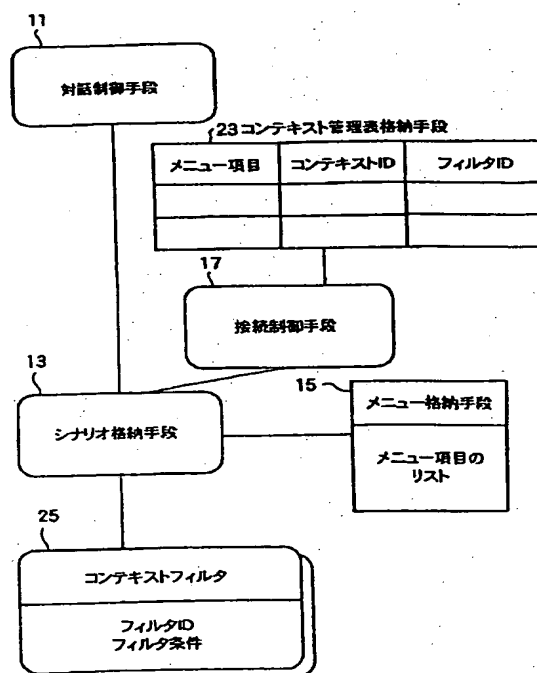 11
対話制御手段
23コンテキスト管理表格納手段
メニュー項目 コンテキストID フィルタID
17
接続制御手段
13
シナリオ格納手段
15
メニュー格納手段
メニュー項目の
リスト
25
コンテキストフィルタ
フィルタID
フィルタ条件